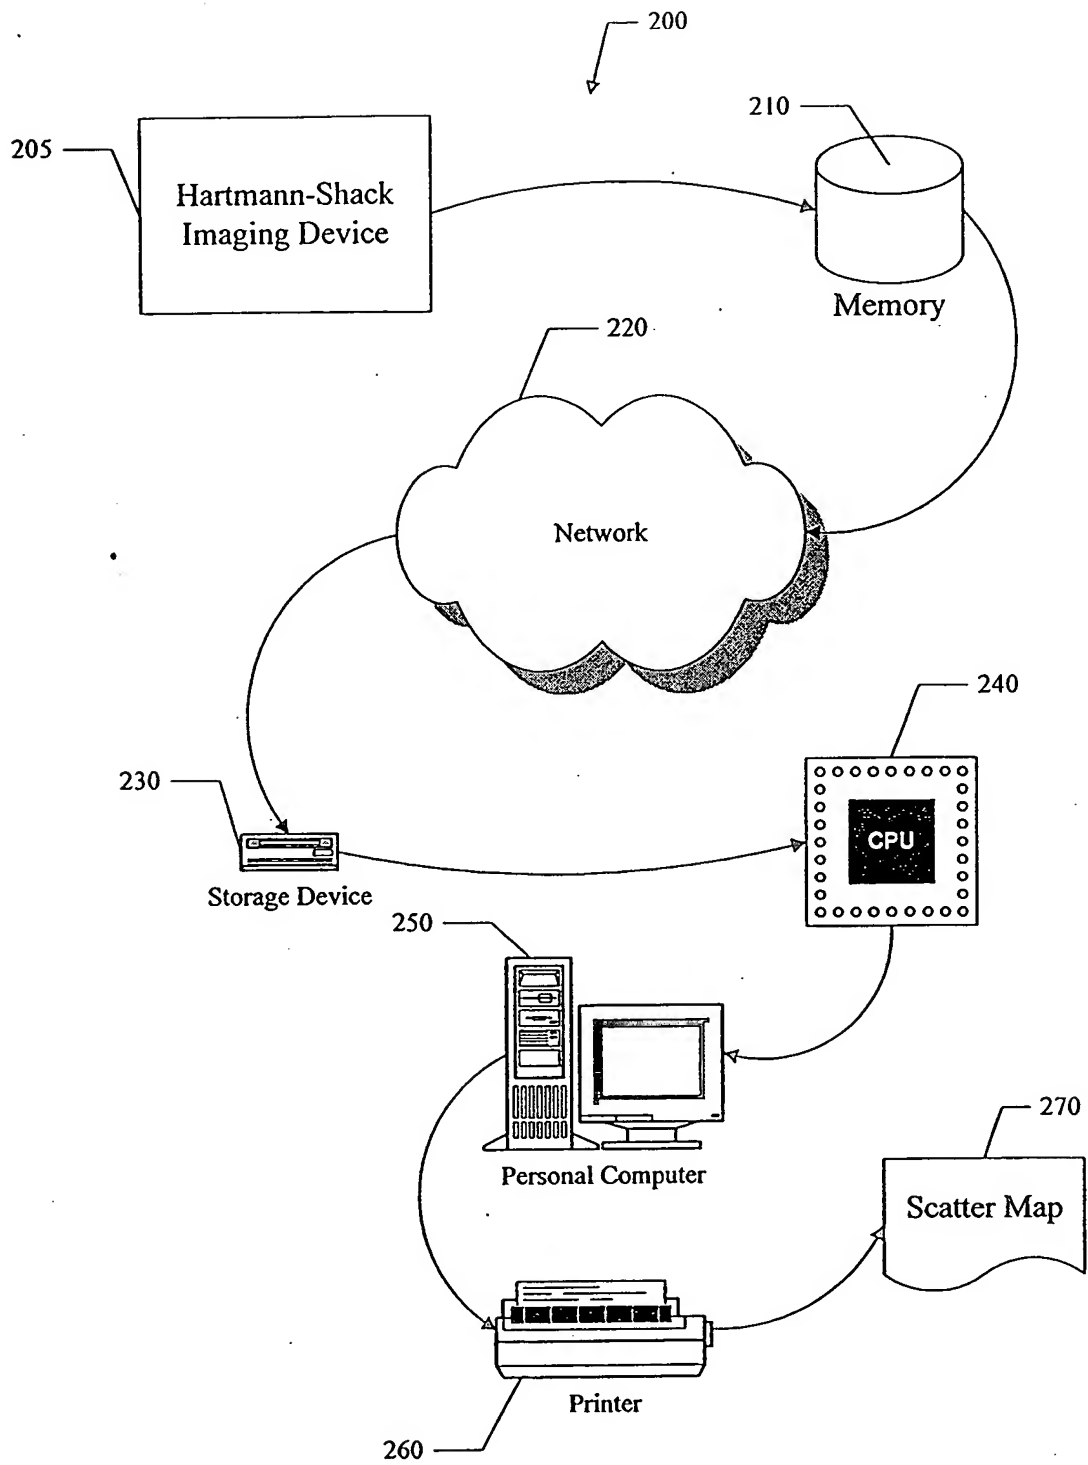 200
210
205
Hartmann-Shack
Imaging Device
Memory
220
Network
240
230
CPU
Storage Device
250
Personal Computer
270
Scatter Map
Printer
260